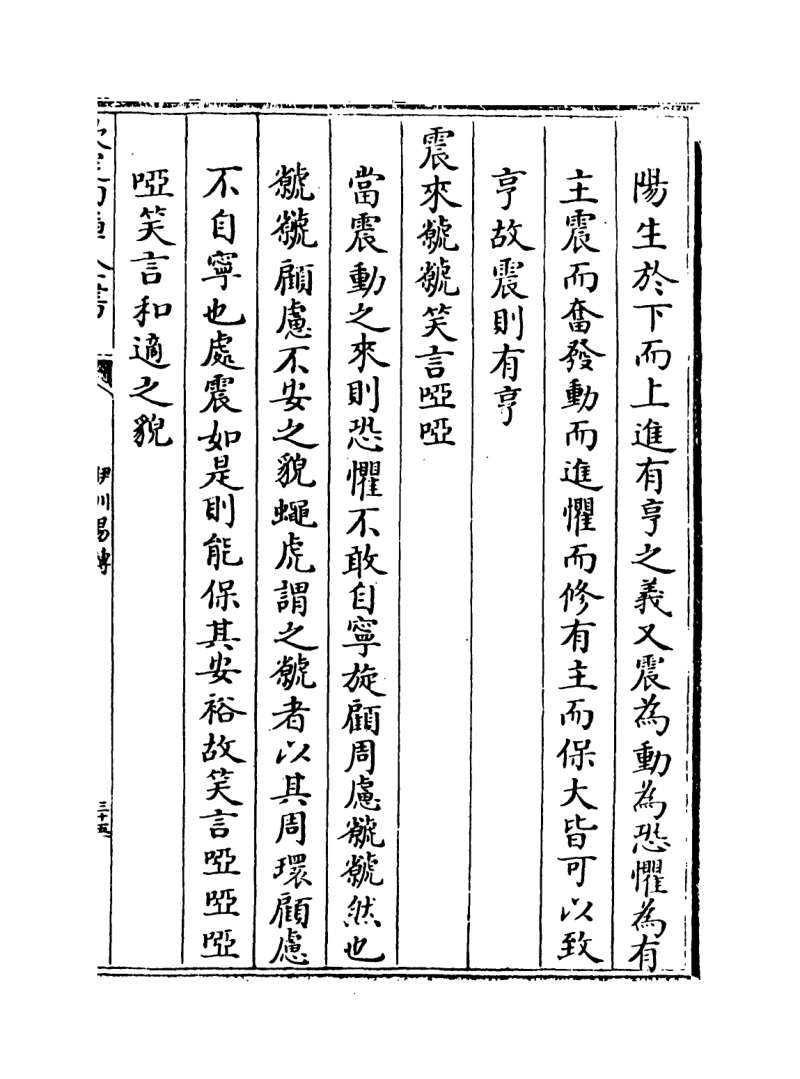 陽生於下而上進有亨之義又震為動為恐懼為有
主震而奮發動而進懼而修有主而保大皆可以致
亨故震則有亨
震來虩虩笑言啞啞
當震動之來則恐懼不敢自寧旋顧周慮虩虩然也
虩虩顧慮不安之貌蠅虎謂之虩者以其周環顧慮
不自寧也處震如是則能保其安裕故笑言啞啞啞
啞笑言和適之貌
伊川易傳
三十五